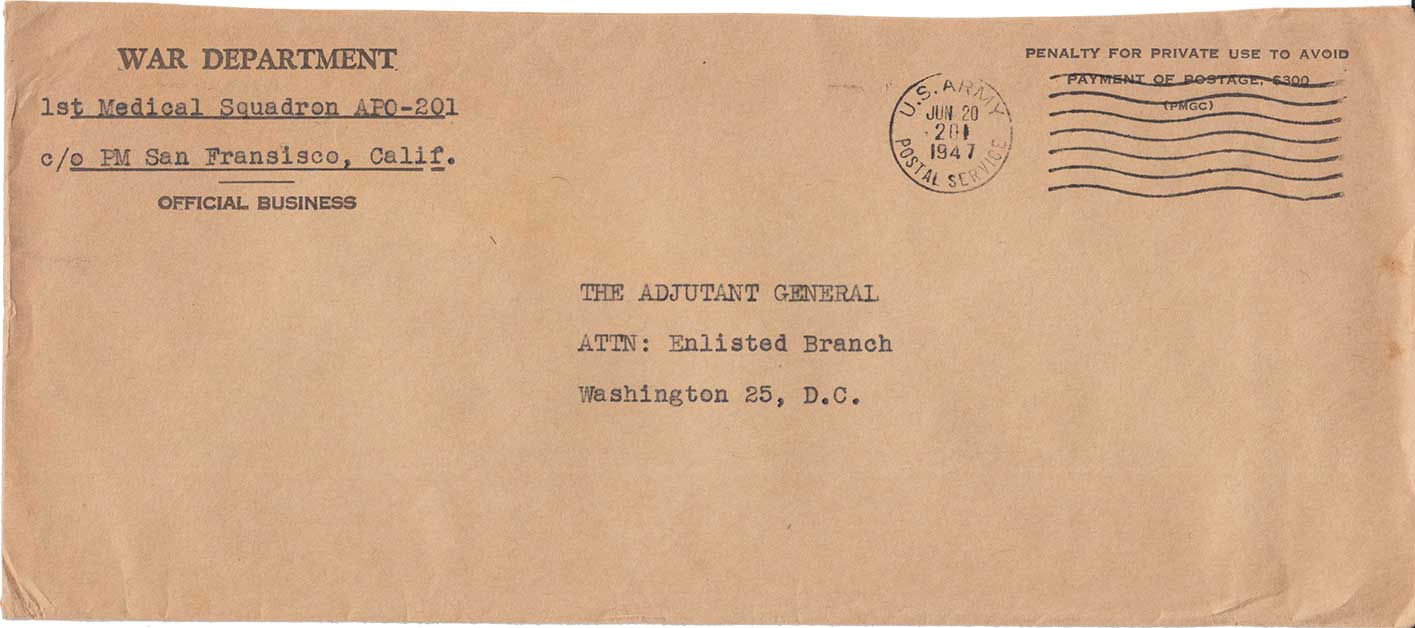 WAR DEPARTMENT
1st Medical Squadron APO-201
c/o PM San Fransisco, Calif.
OFFICIAL BUSINESS
U.S. ARMY
JUN 20
201
1947
POSTAL SERVICE
PENALTY FOR PRIVATE USE TO AVOID
PAYMENT OF POSTAGE, $300
(PMGC)
THE ADJUTANT GENERAL
ATTN: Enlisted Branch
Washington 25, D.C.